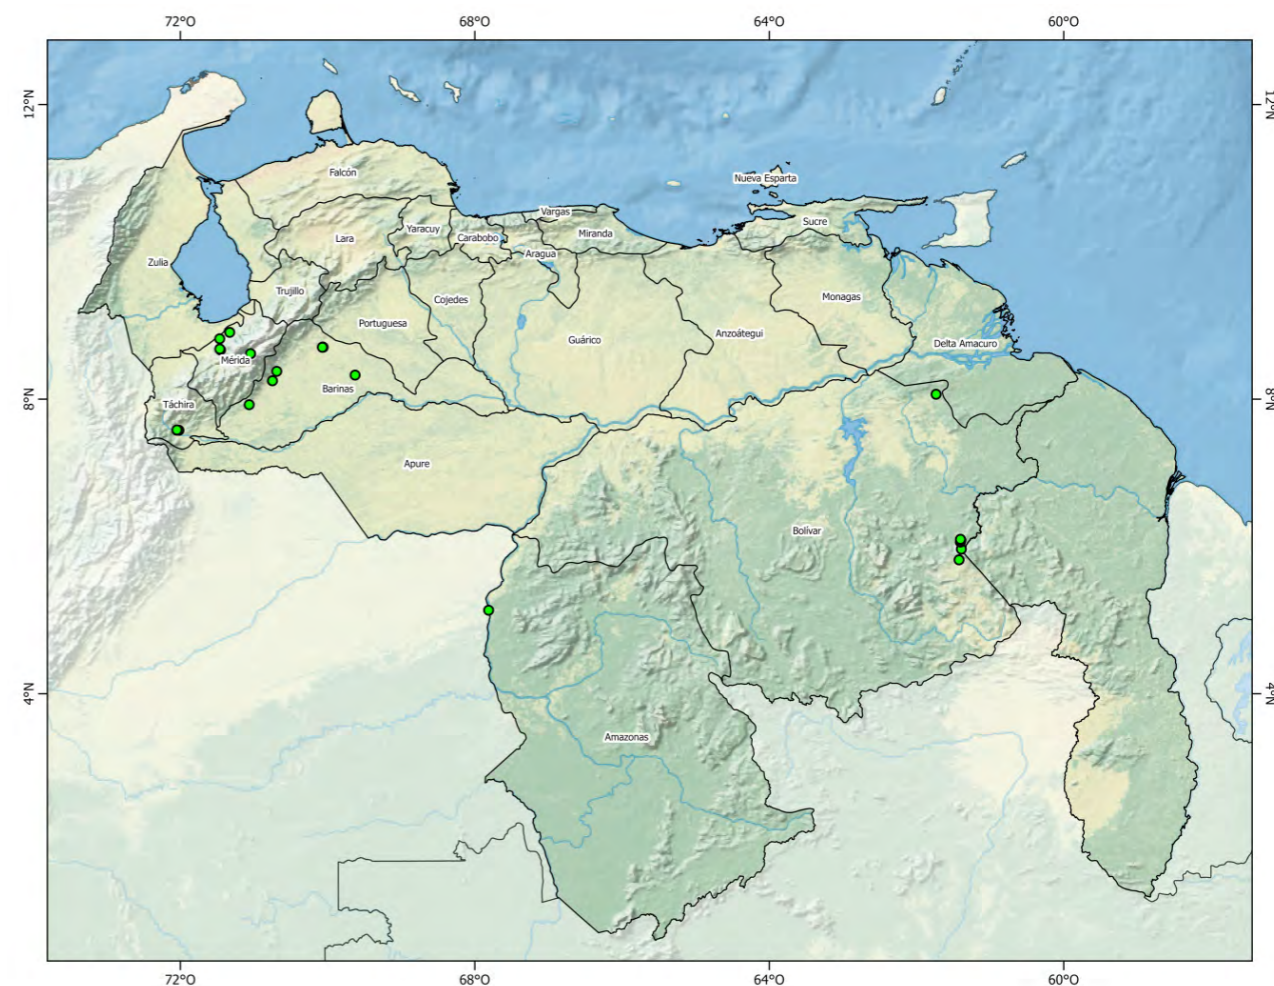 72°O 68°O 64°O 60°O
12°N 12°N
Falcón
Nueva Esparta
Vargas
Sucre
Yaracuy
Miranda
Lara
Carabobo
Aragua
Zulia
Trujillo
Cojedes
Monagas
Portuguesa
Anzoátegui
Guárico
Delta Amacuro
Mérida
Barinas
8°N 8°N
Táchira
Apure
Bolívar
4°N 4°N
Amazonas
72°O 68°O 64°O 60°O